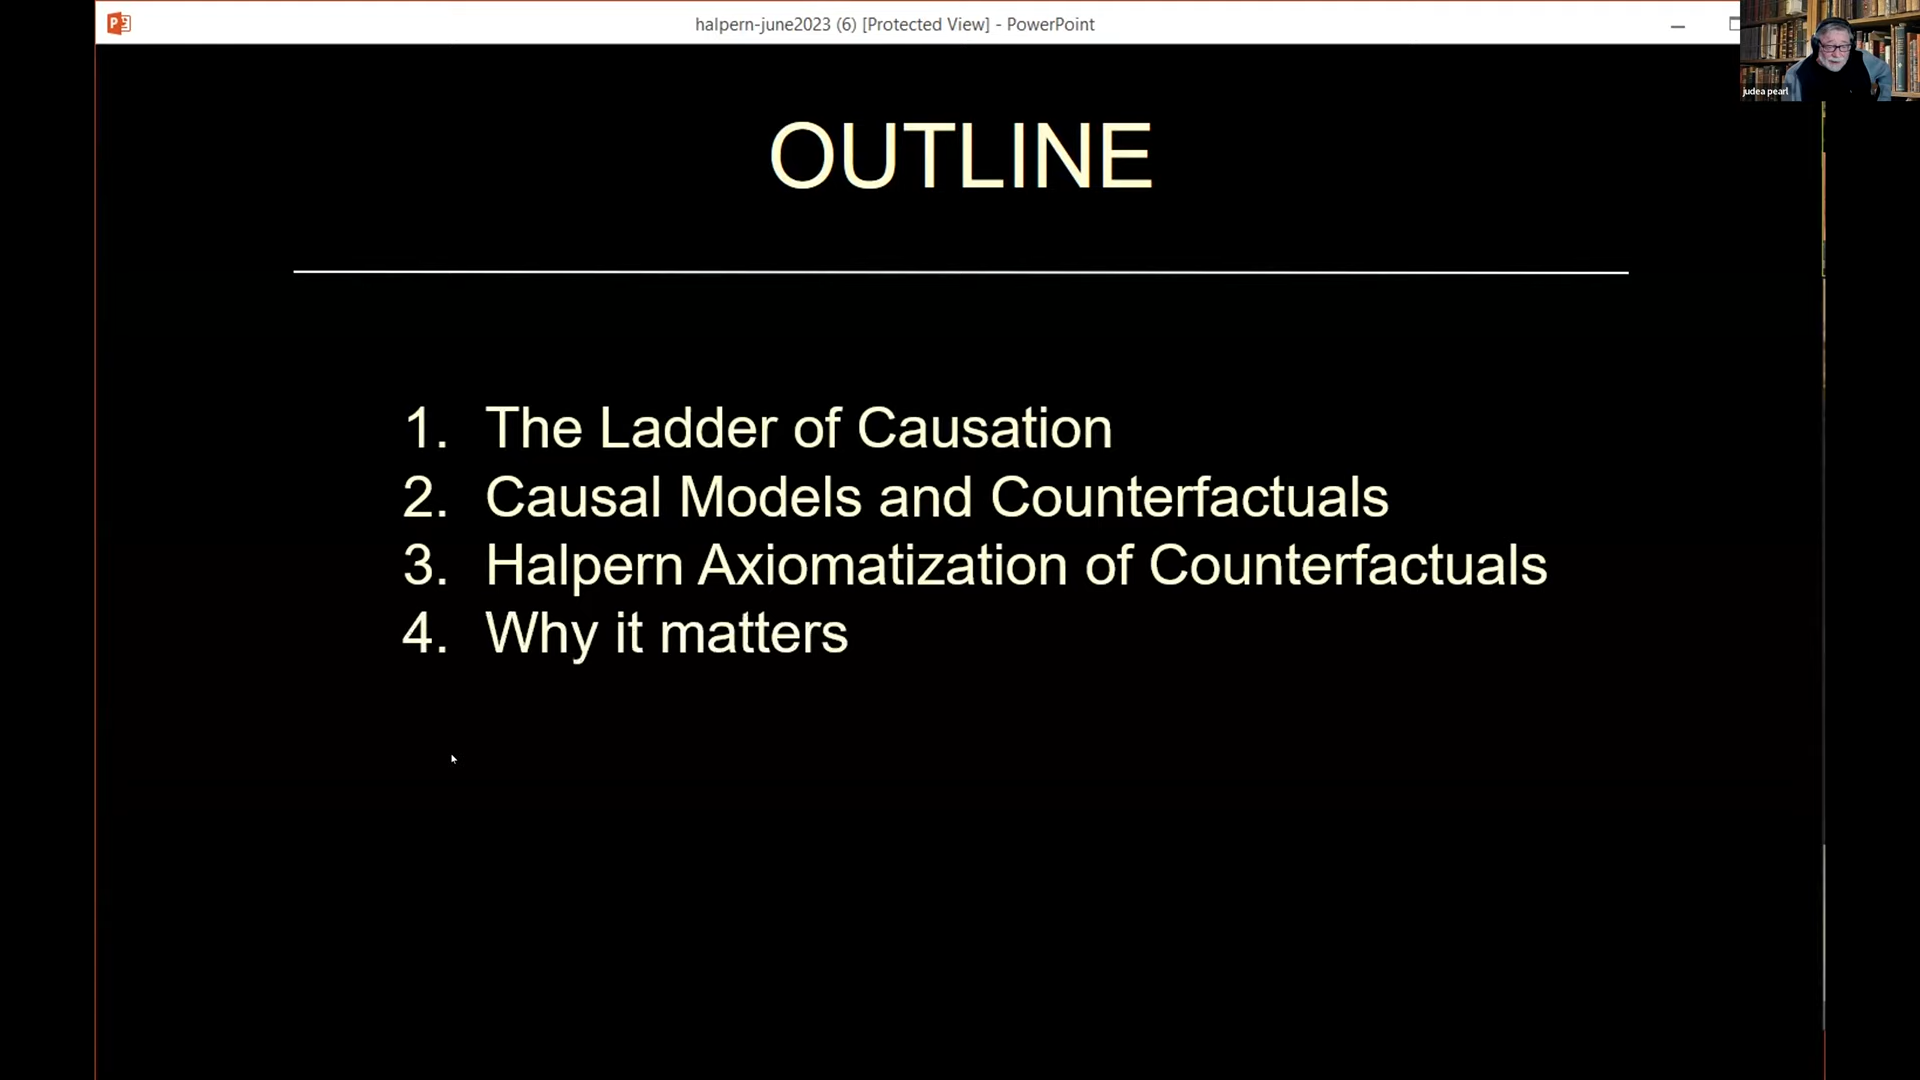 halpern-june2023 (6) [Protected View] - PowerPoint
judea pearl
OUTLINE
1. The Ladder of Causation
2. Causal Models and Counterfactuals
3. Halpern Axiomatization of Counterfactuals
4. Why it matters